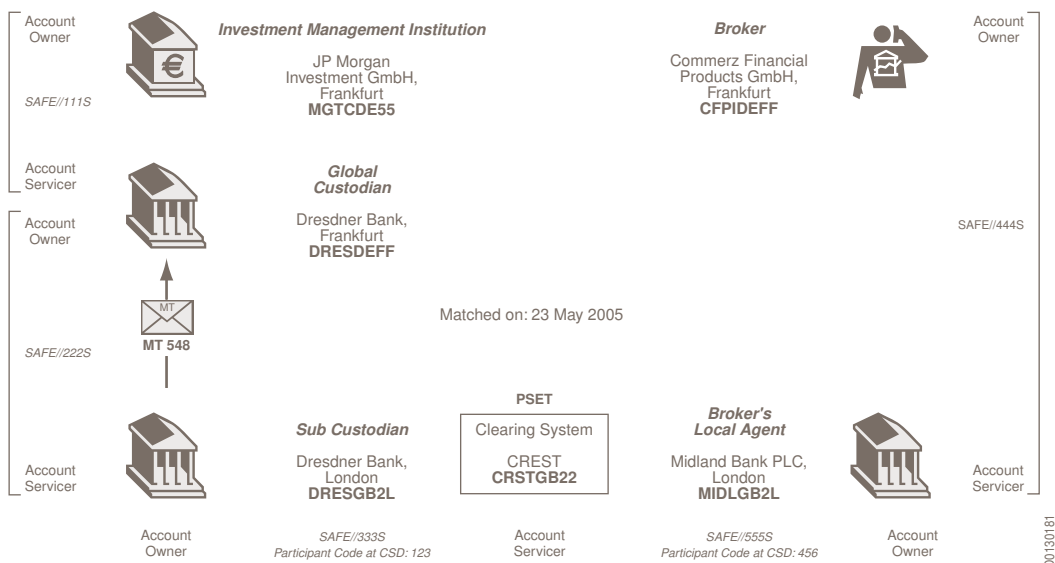 Account
Owner
SAFE//111S
Account
Servicer
Investment Management Institution
JP Morgan
Investment GmbH,
Frankfurt
MGTCDE55
Broker
Commerz Financial
Products GmbH,
Frankfurt
CFPIDEFF
Account
Owner
Global
Custodian
Dresdner Bank,
Frankfurt
DRESDEFF
Account
Owner
SAFE//444S
MT
MT 548
SAFE//222S
Matched on: 23 May 2005
Account
Servicer
Sub Custodian
Dresdner Bank,
London
DRESGB2L
PSET
Clearing System
CREST
CRSTGB22
Broker's
Local Agent
Midland Bank PLC,
London
MIDLGB2L
Account
Servicer
Account
Owner
SAFE//333S
Participant Code at CSD: 123
Account
Servicer
SAFE//555S
Participant Code at CSD: 456
Account
Owner
00130181